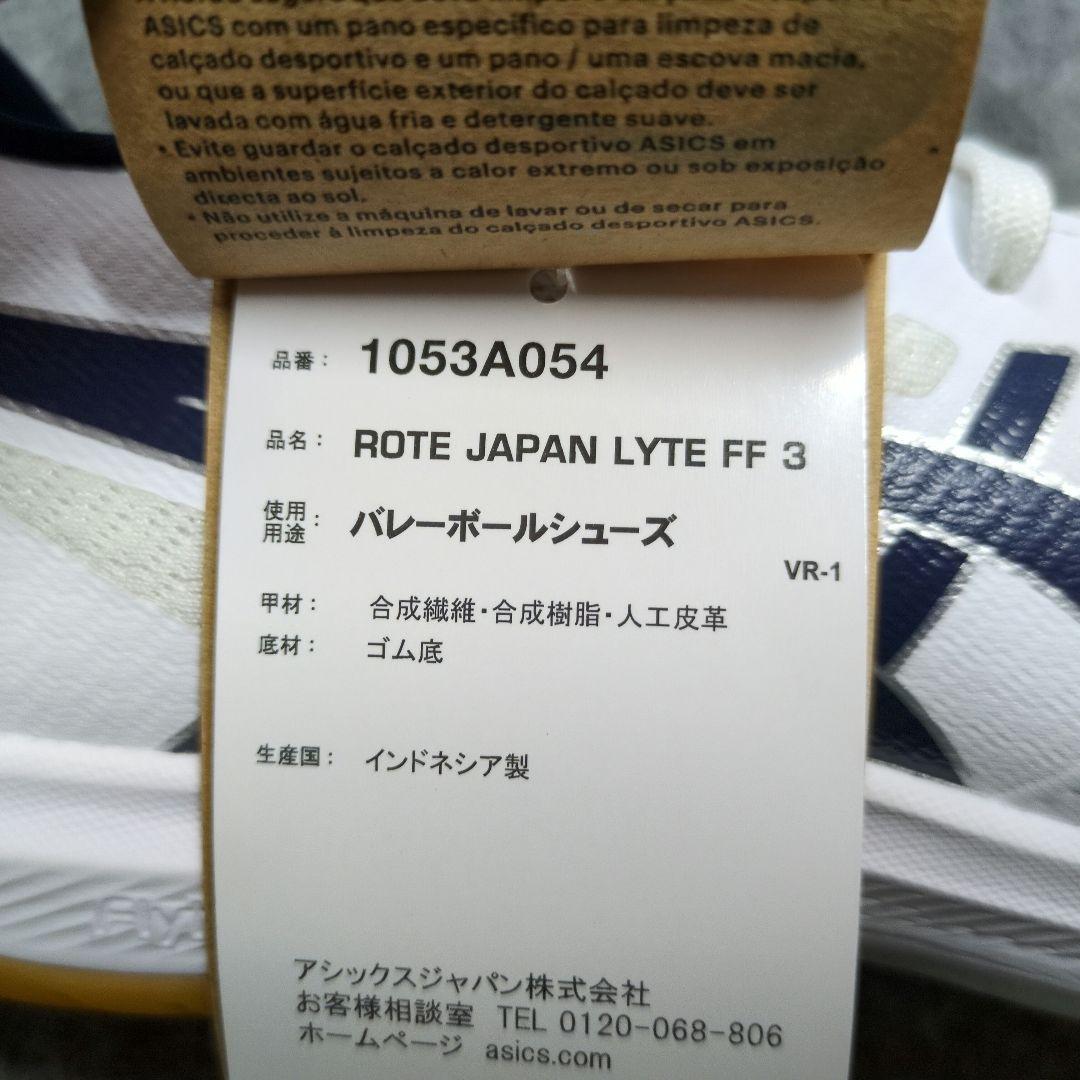 ASICS com um pano específico para limpeza de
calçado desportivo e um pano / uma escova macia,
ou que a superfície exterior do calçado deve ser
lavada com água fria e detergente suave.
• Evite guardar o calçado desportivo ASICS em
ambientes sujeitos a calor extremo ou sob exposição
directa ao sol.
• Não utilize a máquina de lavar ou de secar para
proceder à limpeza do calçado desportivo ASICS.
品番： 1053A054
品名： ROTE JAPAN LYTE FF 3
使用用途： バレーボールシューズ
VR-1
甲材： 合成繊維・合成樹脂・人工皮革
底材： ゴム底
生産国： インドネシア製
アシックスジャパン株式会社
お客様相談室 TEL 0120-068-806
ホームページ asics.com